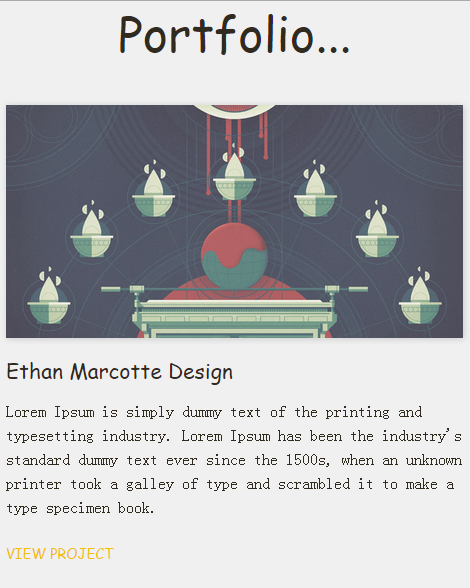 Portfolio...
Ethan Marcotte Design
Lorem Ipsum is simply dummy text of the printing and
typesetting industry. Lorem Ipsum has been the industry's
standard dummy text ever since the 1500s, when an unknown
printer took a galley of type and scrambled it to make a
type specimen book.
VIEW PROJECT